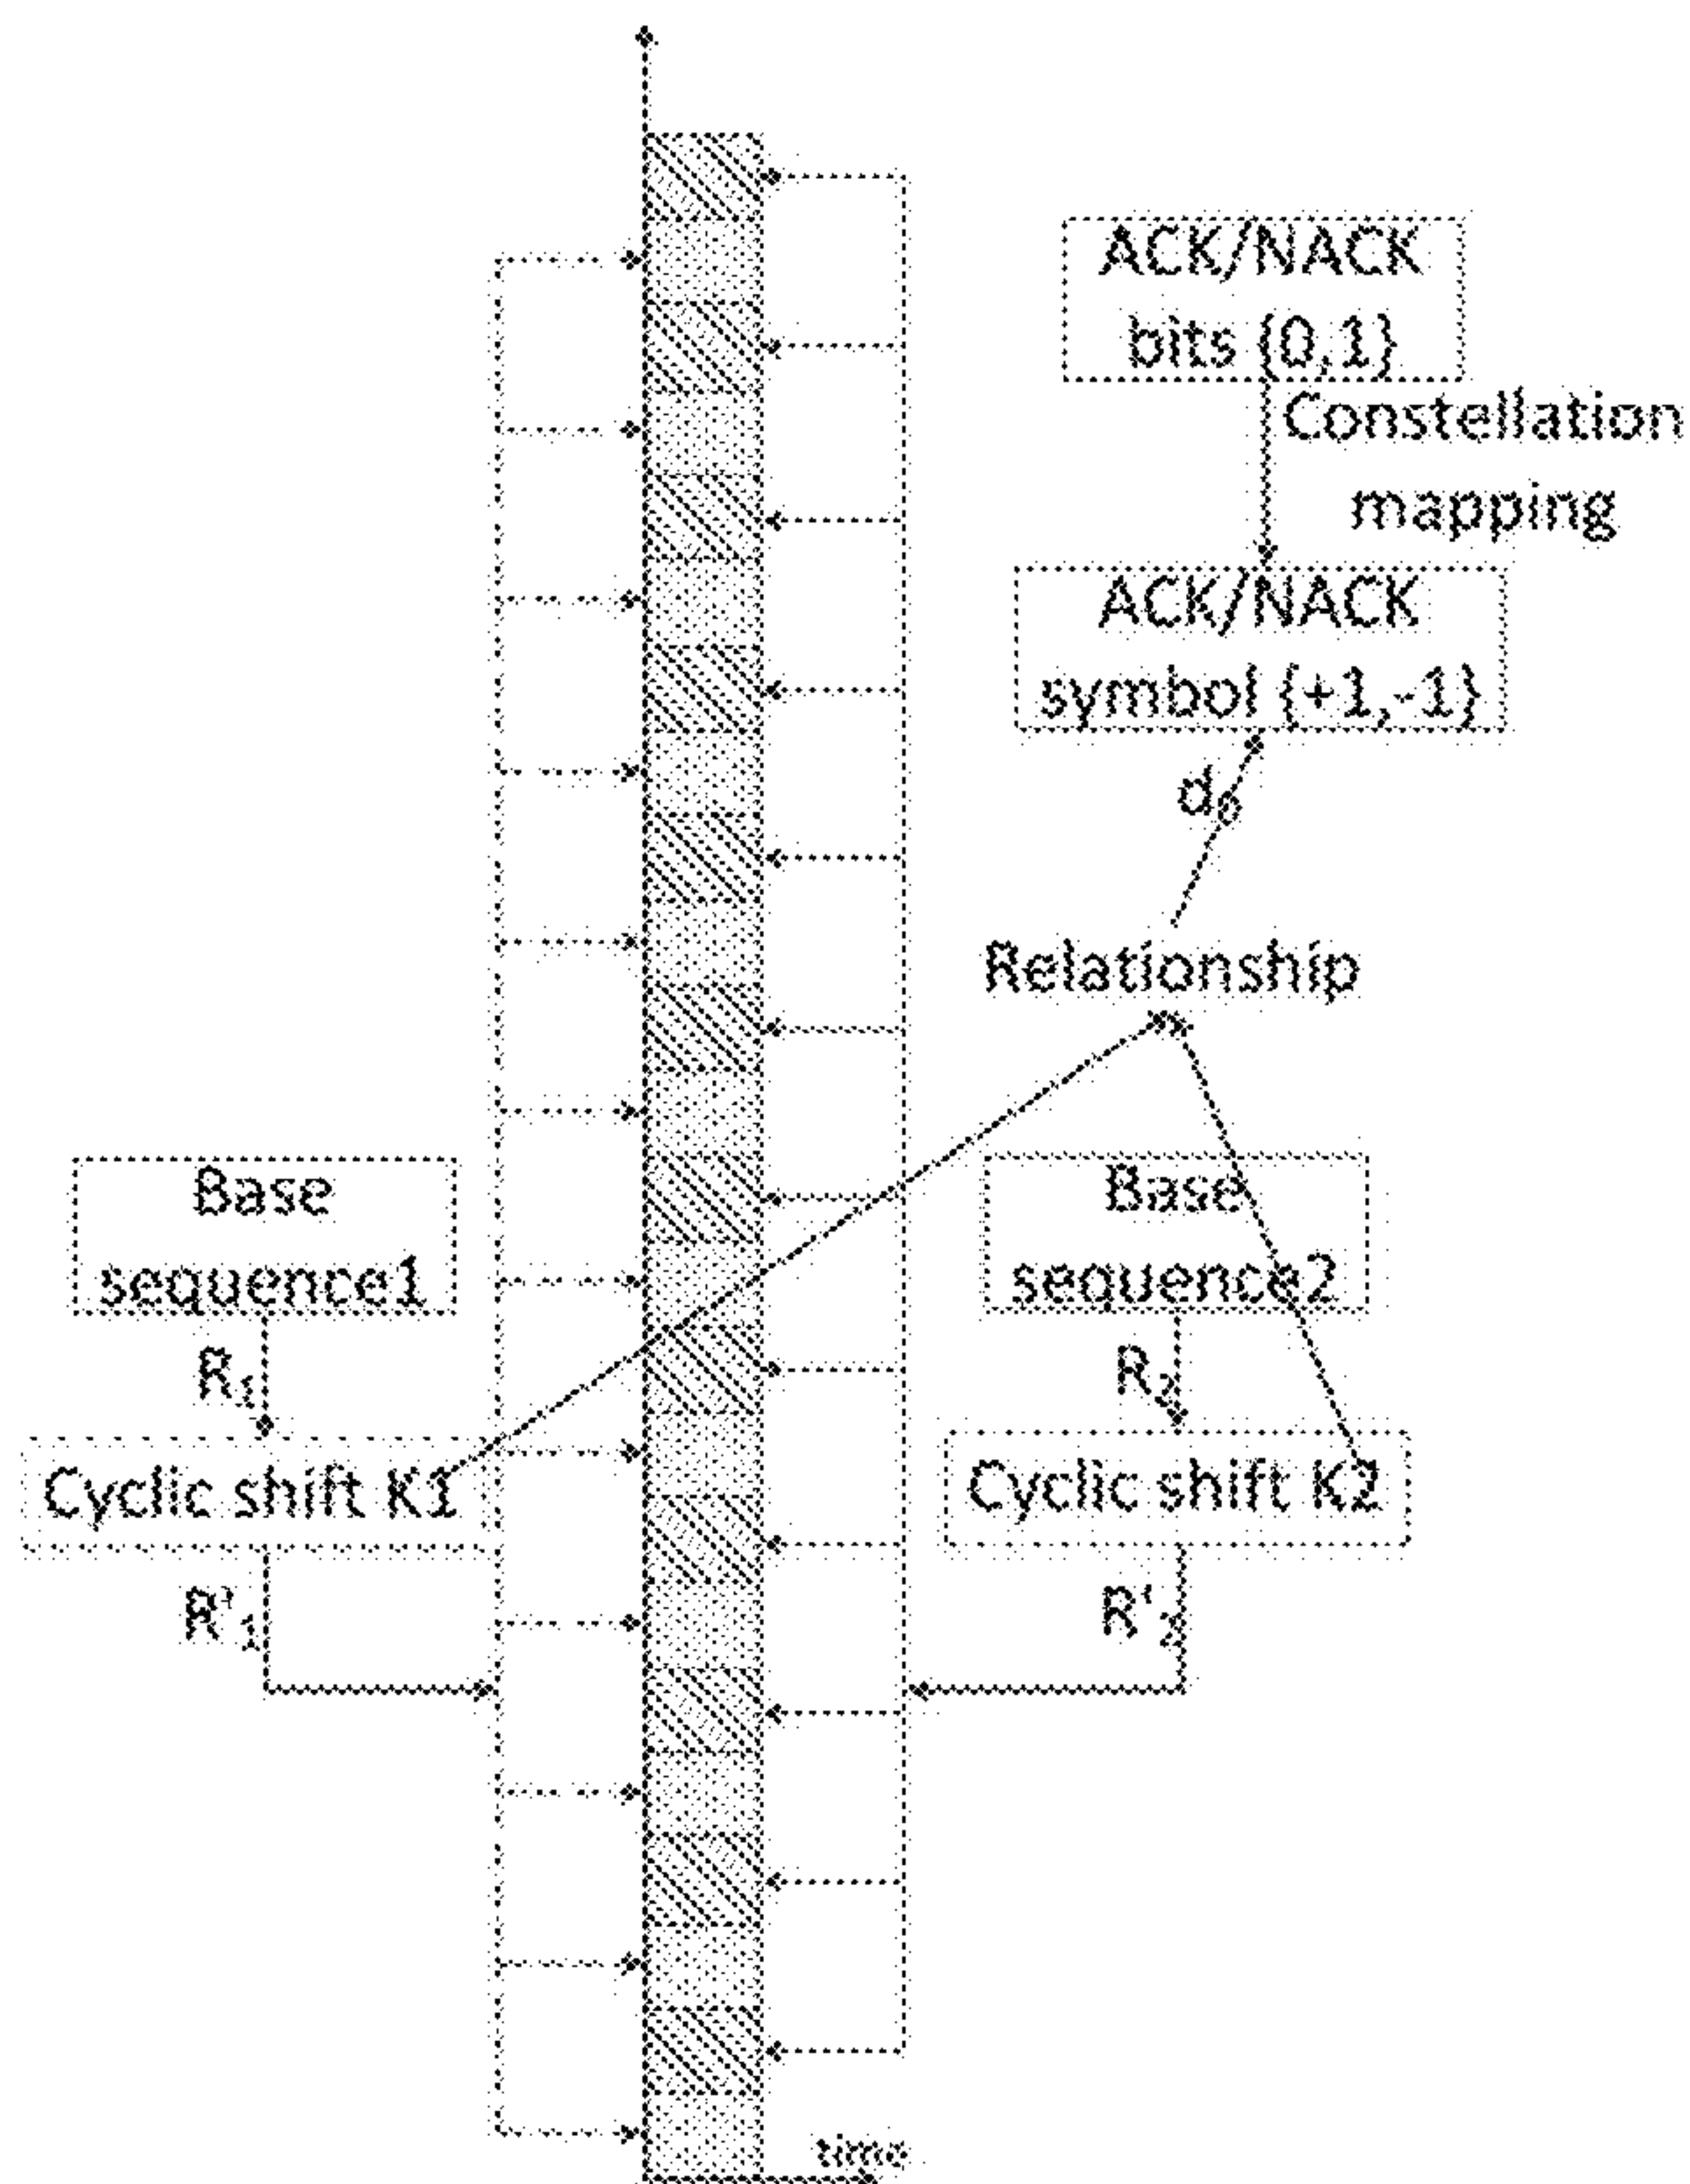 ACK/NACK
bits {0,1}
Constellation
mapping
ACK/NACK
symbol {+1,-1}
d₀
Relationship
Base
sequence1
Base
sequence2
R₁
R₂
Cyclic shift K1
Cyclic shift K2
R'₁
R'₂
time